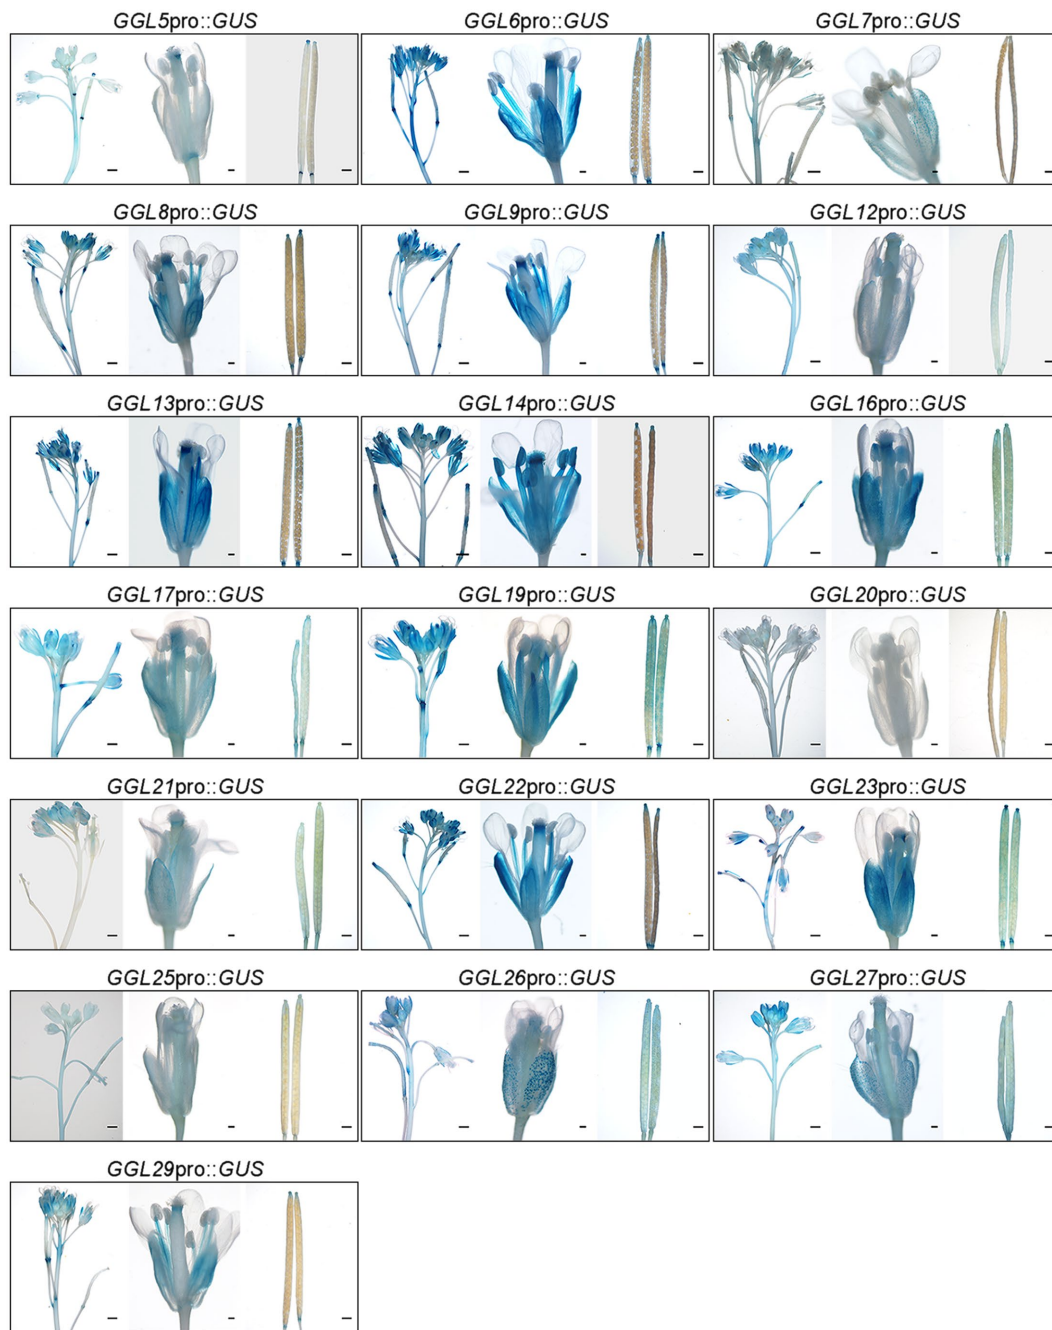 GGL5pro::GUS GGL6pro::GUS GGL7pro::GUS
GGL8pro::GUS GGL9pro::GUS GGL12pro::GUS
GGL13pro::GUS GGL14pro::GUS GGL16pro::GUS
GGL17pro::GUS GGL19pro::GUS GGL20pro::GUS
GGL21pro::GUS GGL22pro::GUS GGL23pro::GUS
GGL25pro::GUS GGL26pro::GUS GGL27pro::GUS
GGL29pro::GUS